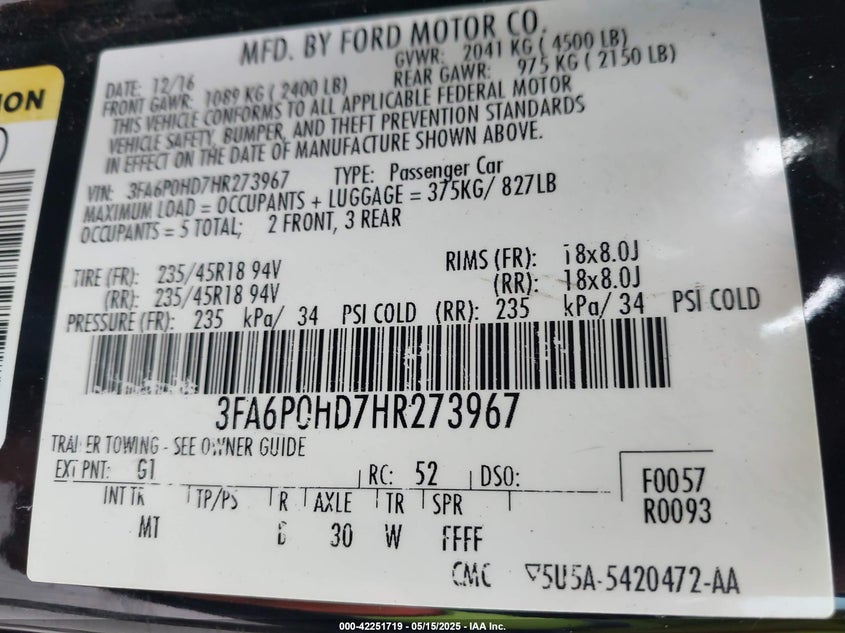 MFD. BY FORD MOTOR CO.
DATE: 12/16 GVWR: 2041 KG ( 4500 LB)
FRONT GAWR: 1089 KG ( 2400 LB) REAR GAWR: 975 KG ( 2150 LB)
THIS VEHICLE CONFORMS TO ALL APPLICABLE FEDERAL MOTOR
VEHICLE SAFETY, BUMPER, AND THEFT PREVENTION STANDARDS
IN EFFECT ON THE DATE OF MANUFACTURE SHOWN ABOVE.
VIN: 3FA6P0HD7HR273967 TYPE: Passenger Car
MAXIMUM LOAD = OCCUPANTS + LUGGAGE = 375KG/ 827LB
OCCUPANTS = 5 TOTAL; 2 FRONT, 3 REAR
TIRE (FR): 235/45R18 94V RIMS (FR): 18x8.0J
(RR): 235/45R18 94V (RR): 18x8.0J
PRESSURE (FR): 235 kPa/ 34 PSI COLD (RR): 235 kPa/ 34 PSI COLD
3FA6P0HD7HR273967
TRAILER TOWING - SEE OWNER GUIDE
EXT PNT: G1 RC: 52 DSO: F0057
INT TR TP/PS R AXLE TR SPR R0093
MT 30 W FFFF
CMC 5U5A-5420472-AA
000-42251719 - 05/15/2025 - IAA Inc.